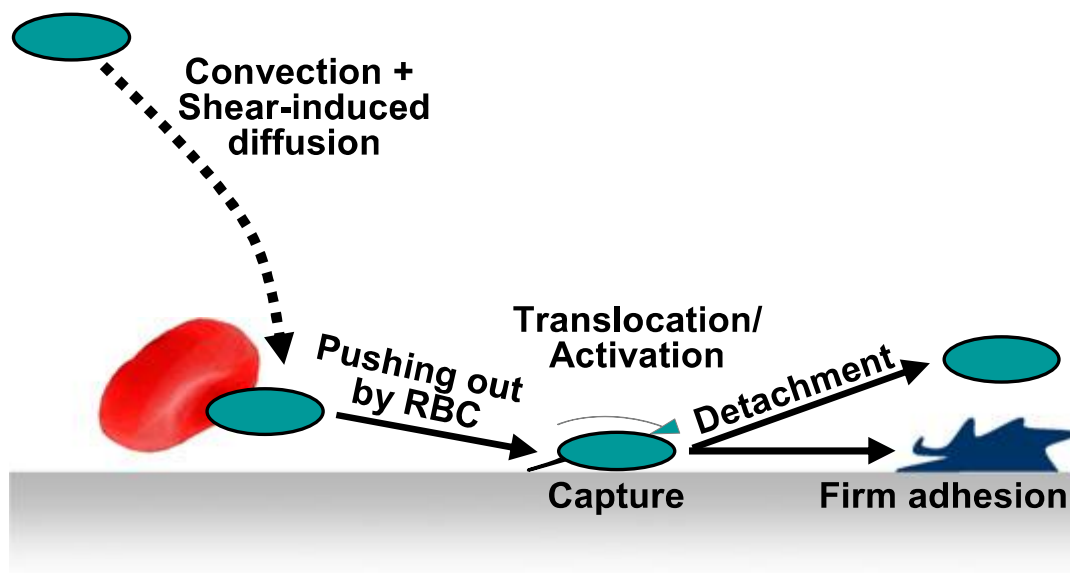 Convection +
Shear-induced
diffusion
Pushing out
by RBC
Translocation/
Activation
Detachment
Capture
Firm adhesion